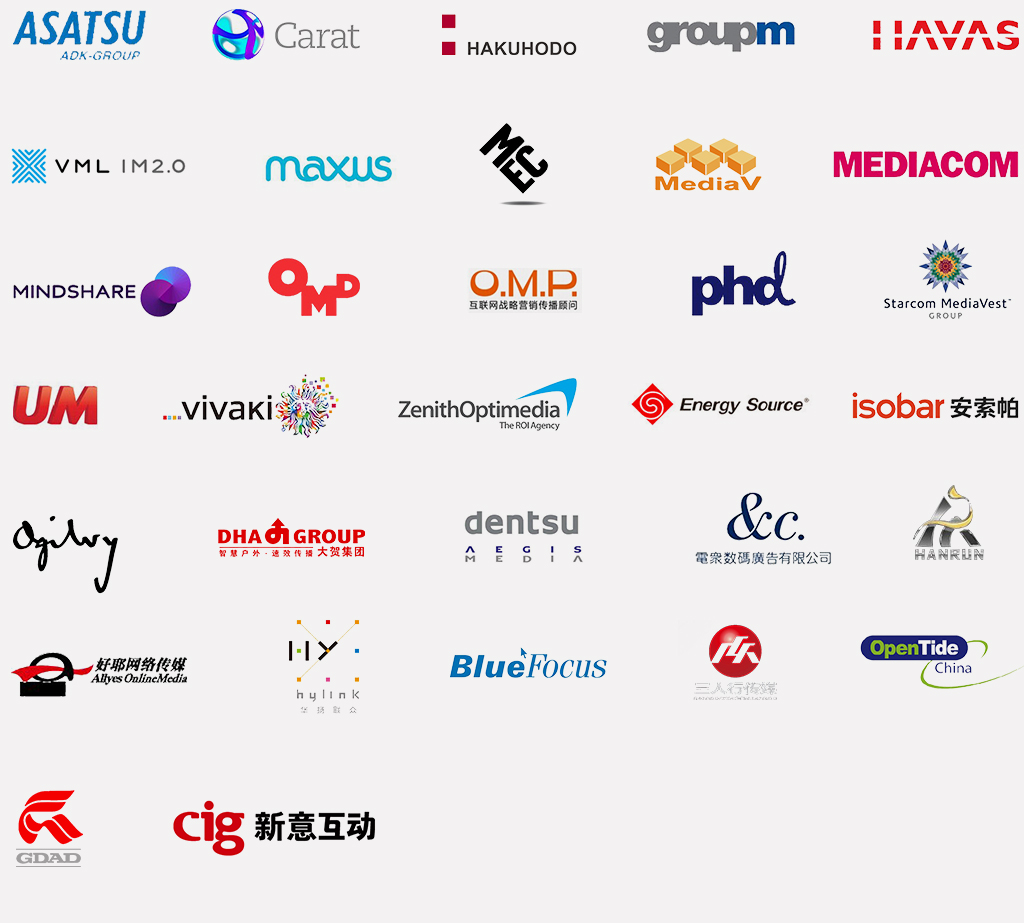 ASATSU
ADK-GROUP
Carat
HAKUHODO
groupm
HAVAS
VML IM2.0
maxus
MEC
MediaV
MEDIACOM
MINDSHARE
OMD
O.M.P.
互联网战略营销传播顾问
phd
Starcom MediaVest
GROUP
UM
...vivaki
ZenithOptimedia
The ROI Agency
Energy Source®
isobar 安索帕
Ogilvy
DHA GROUP
智慧户外·速效传播 大贺集团
dentsu
AEGIS
MEDIA
&c.
電衆数碼廣告有限公司
HANRUN
好耶网络传媒
Allyes OnlineMedia
HY
hylink
华扬联众
BlueFocus
三人行传媒
OpenTide
China
GDAD
cig 新意互动